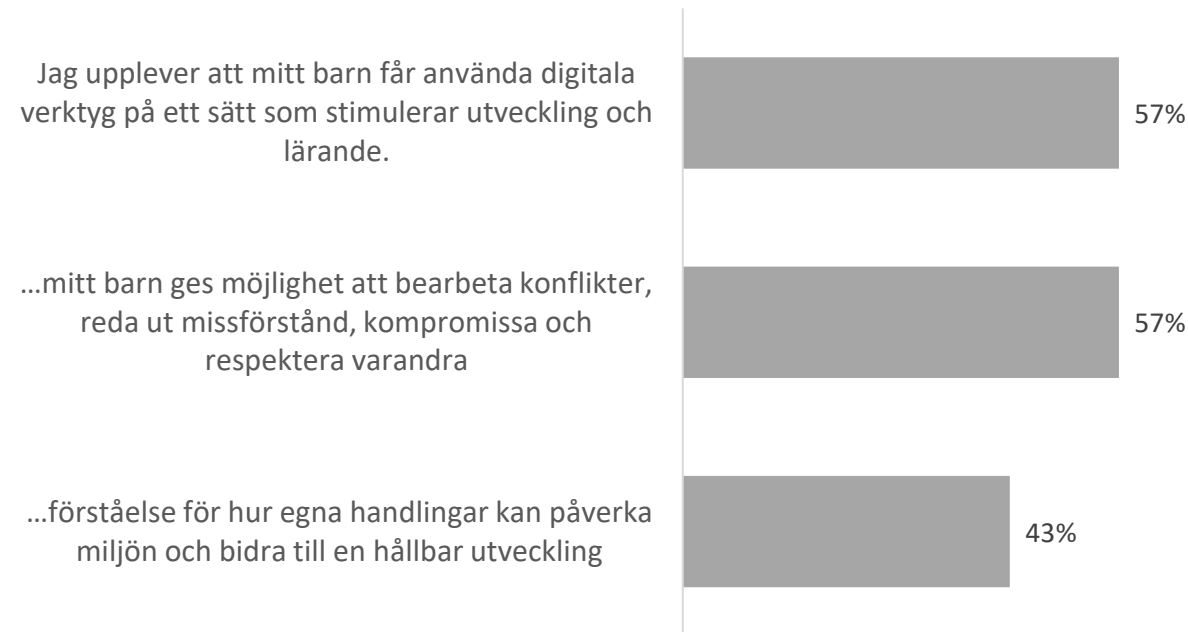 Jag upplever att mitt barn får använda digitala
verktyg på ett sätt som stimulerar utveckling och
lärande.
57%
...mitt barn ges möjlighet att bearbeta konflikter,
reda ut missförstånd, kompromissa och
respektera varandra
57%
...förståelse för hur egna handlingar kan påverka
miljön och bidra till en hållbar utveckling
43%